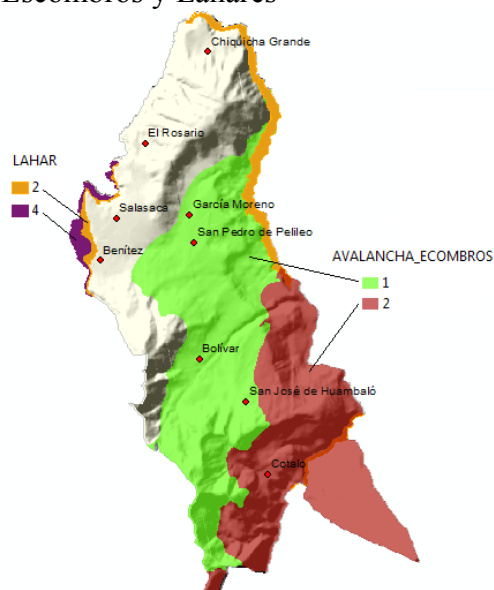 Escombros y Lahares
Chiquicha Grande
El Rosario
LAHAR
2
4
Salasaca
García Moreno
San Pedro de Pelileo
Benítez
AVALANCHA_ECOMBROS
1
2
Bolívar
San José de Huambaló
Cotalo